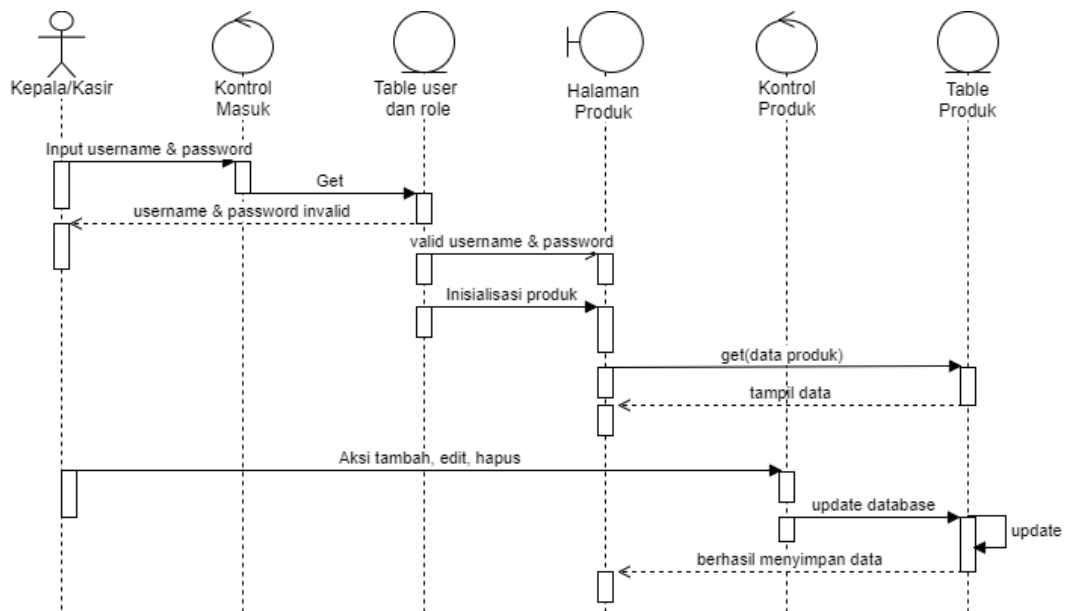 Kepala/Kasir
Kontrol
Masuk
Table user
dan role
Halaman
Produk
Kontrol
Produk
Table
Produk
Input username & password
Get
username & password invalid
valid username & password
Inisialisasi produk
get(data produk)
tampil data
Aksi tambah, edit, hapus
update database
update
berhasil menyimpan data